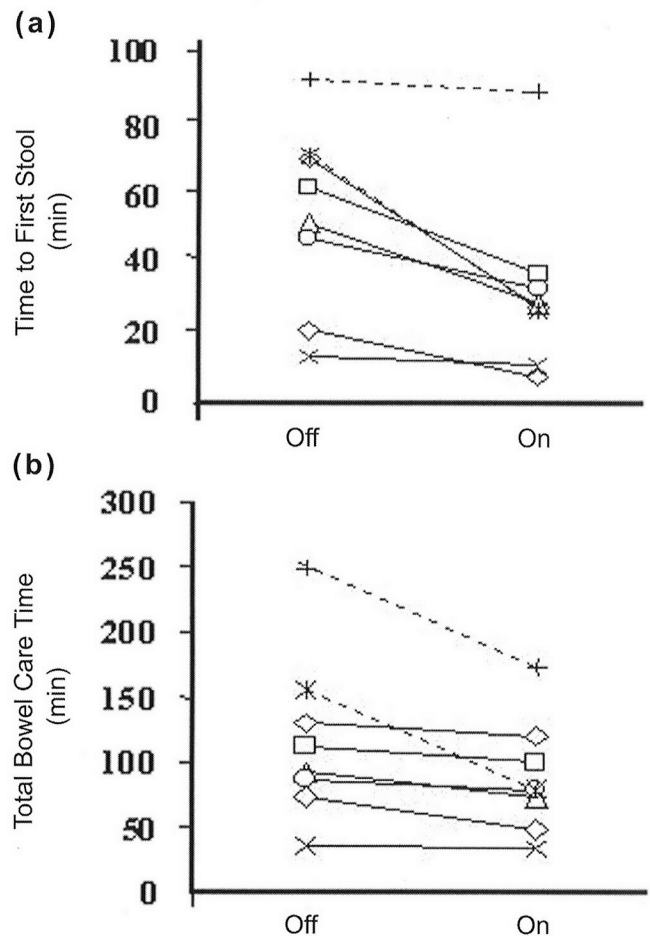 (a)
Time to First Stool
(min)
100
80
60
40
20
0
Off On
(b)
Total Bowel Care Time
(min)
300
250
200
150
100
50
0
Off On